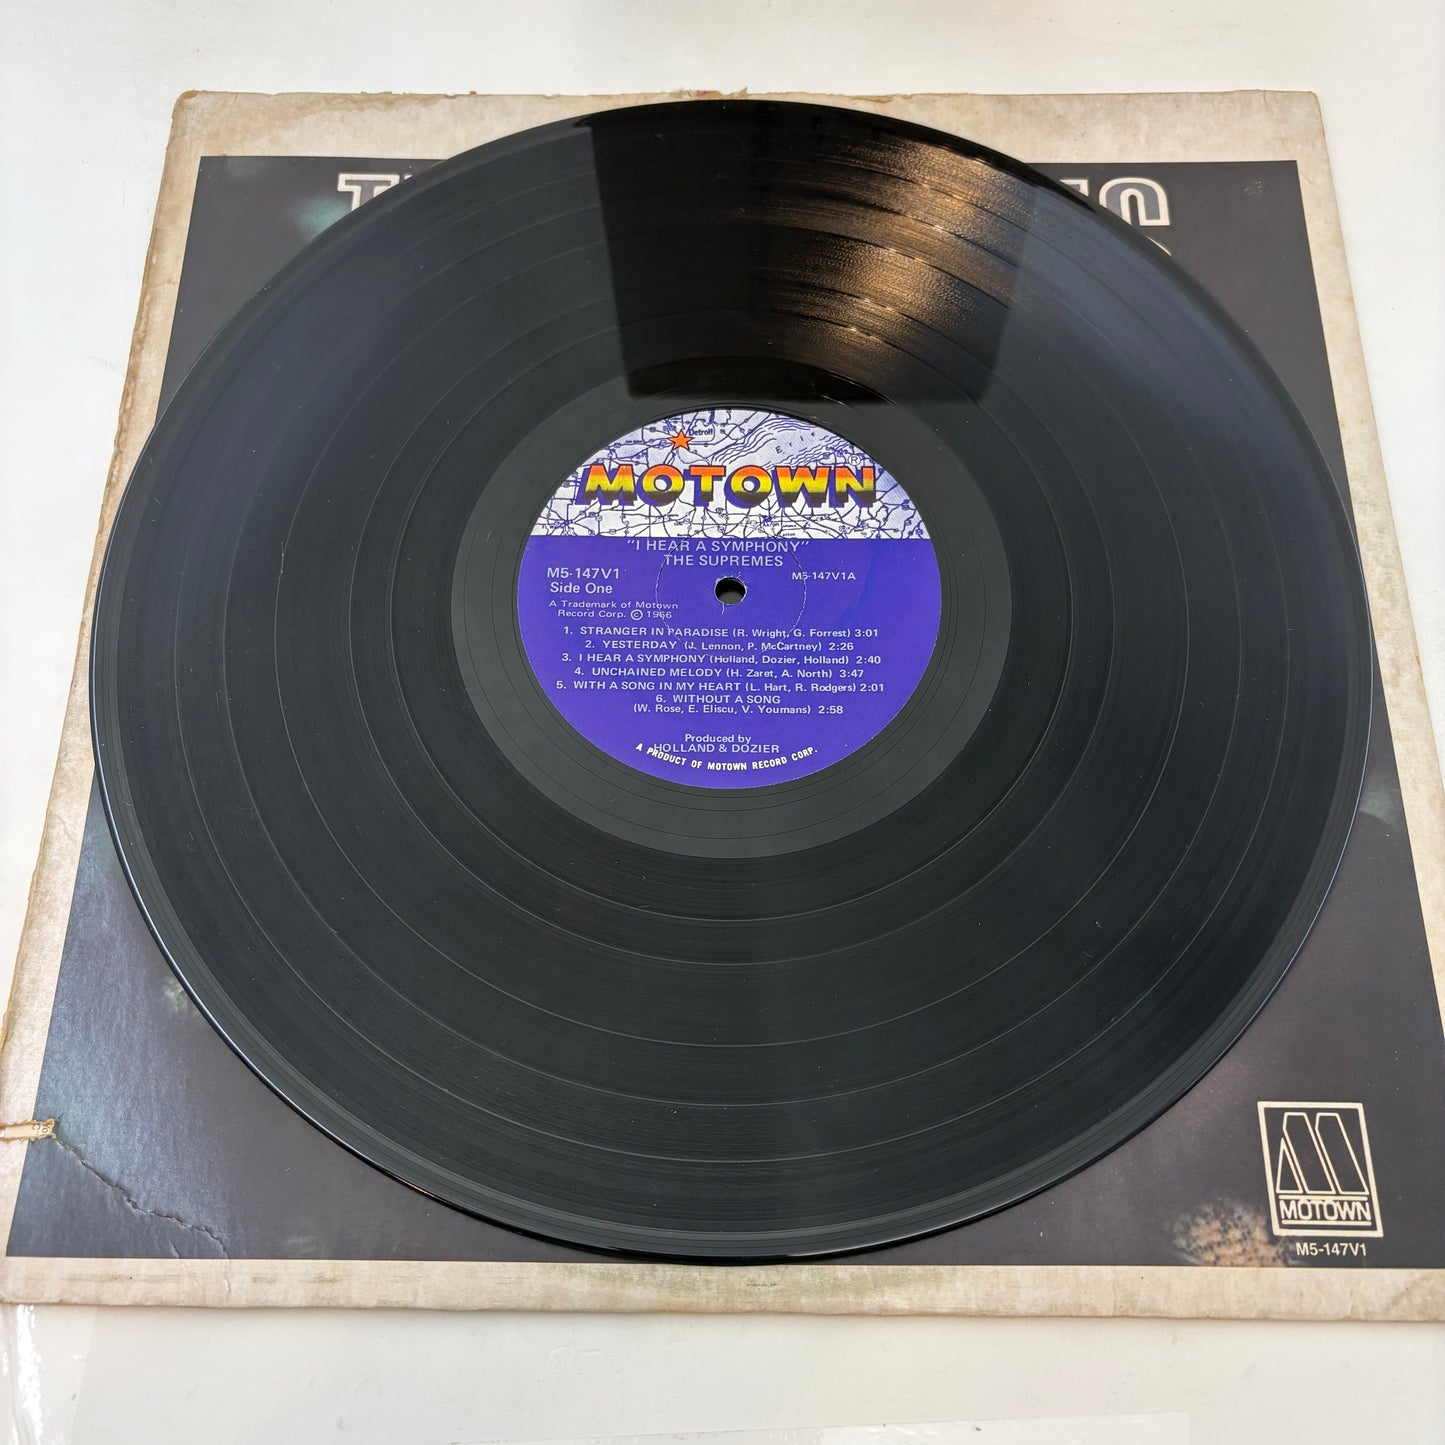 Detroit
Erie
MOTOWN®
"I HEAR A SYMPHONY"
THE SUPREMES
M5-147V1
M5-147V1A
Side One
A Trademark of Motown
Record Corp. © 1966
1. STRANGER IN PARADISE (R. Wright, G. Forrest) 3:01
2. YESTERDAY (J. Lennon, P. McCartney) 2:26
3. I HEAR A SYMPHONY (Holland, Dozier, Holland) 2:40
4. UNCHAINED MELODY (H. Zaret, A. North) 3:47
5. WITH A SONG IN MY HEART (L. Hart, R. Rodgers) 2:01
6. WITHOUT A SONG
(W. Rose, E. Eliscu, V. Youmans) 2:58
Produced by
HOLLAND & DOZIER
A PRODUCT OF MOTOWN RECORD CORP.
MOTOWN
M5-147V1